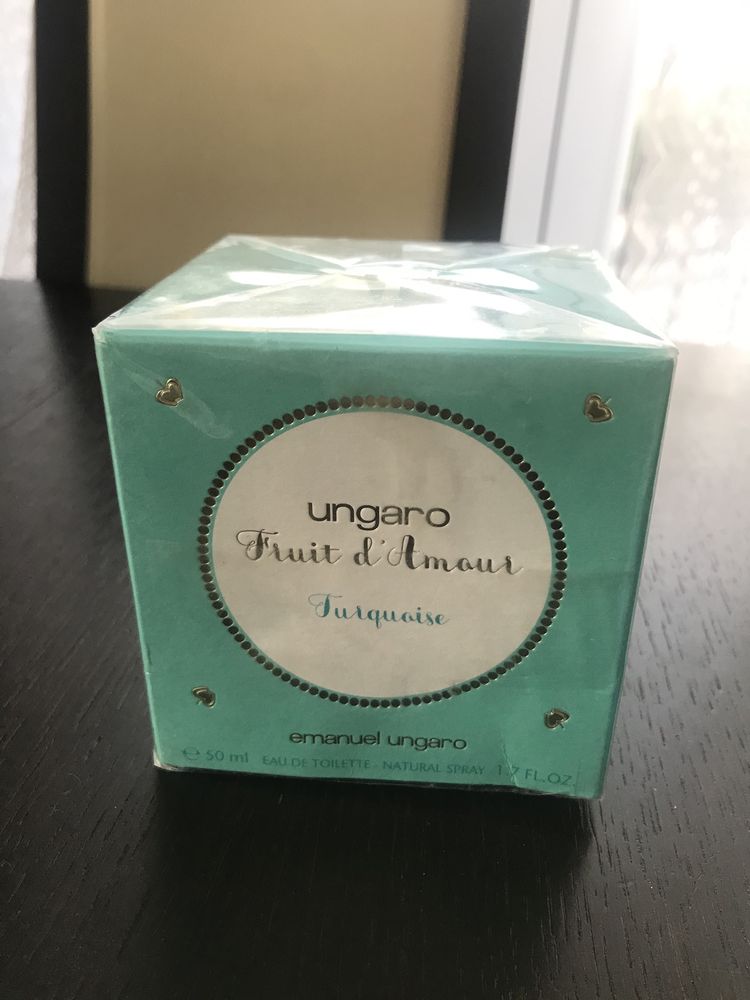 ungaro
Fruit d'Amour
Turquoise
emanuel ungaro
℮ 50 ml EAU DE TOILETTE - NATURAL SPRAY 1.7 FL.OZ.